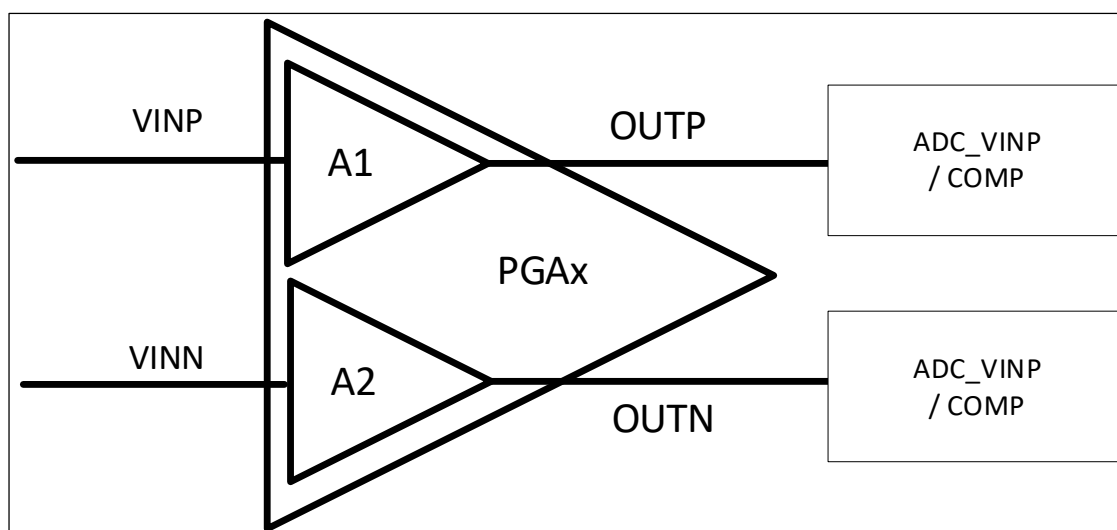 VINP
A1
OUTP
ADC_VINP
/ COMP
PGAx
VINN
A2
OUTN
ADC_VINP
/ COMP